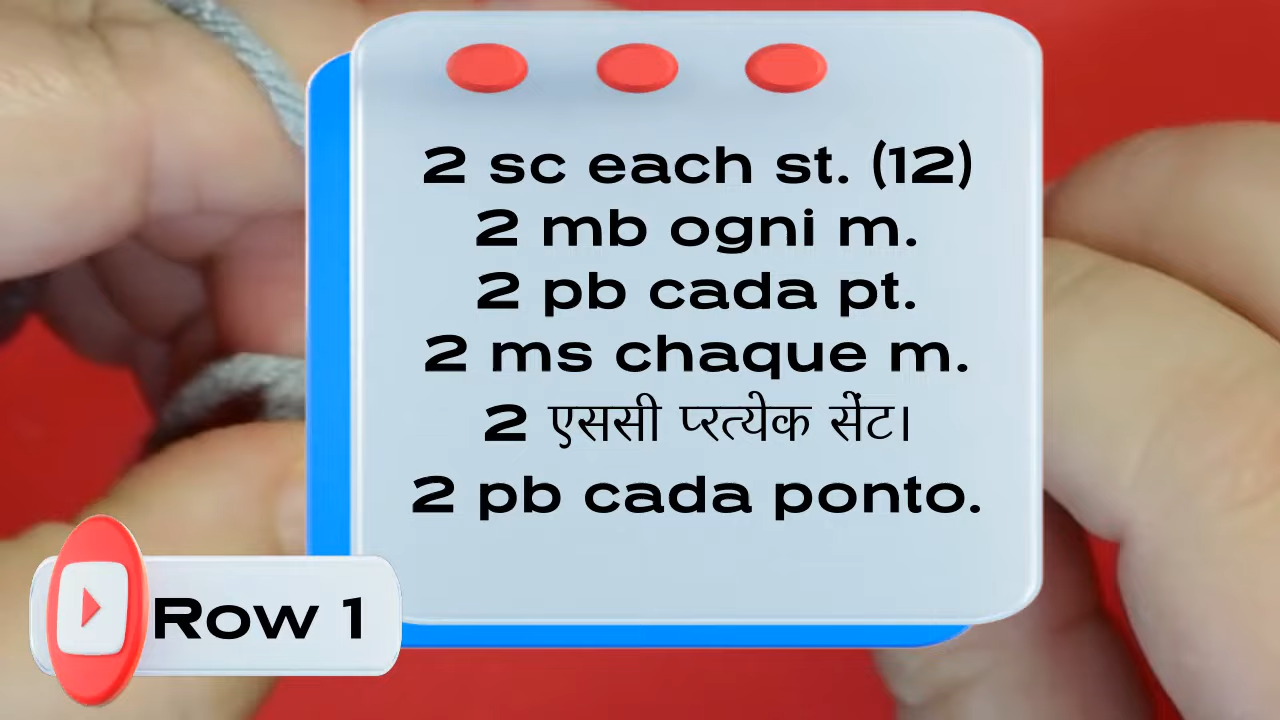 2 sc each st. (12)
2 mb ogni m.
2 pb cada pt.
2 ms chaque m.
2 एससी प्रत्येक सेंट।
2 pb cada ponto.
Row 1